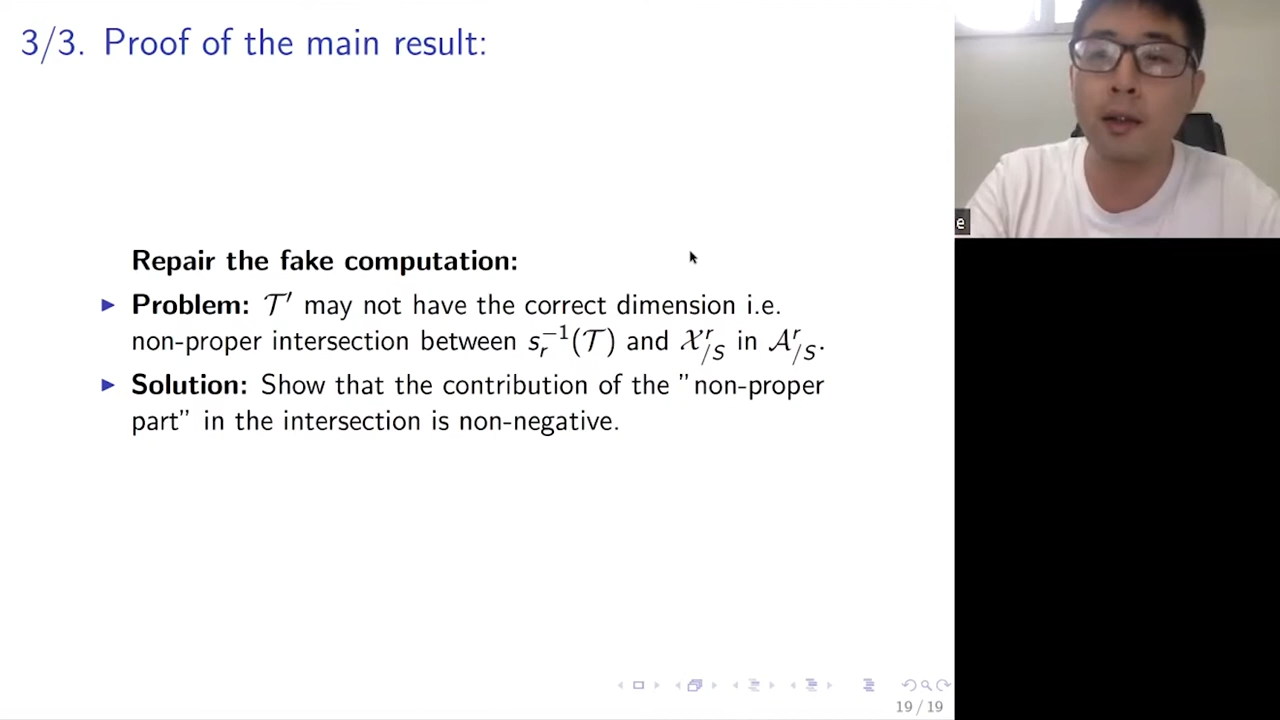 3/3. Proof of the main result:
Repair the fake computation:
▶ Problem: 𝒯′ may not have the correct dimension i.e.
non-proper intersection between s_r^{-1}(𝒯) and 𝒳^r_{/S} in 𝒜^r_{/S}.
▶ Solution: Show that the contribution of the "non-proper
part" in the intersection is non-negative.
19 / 19
e